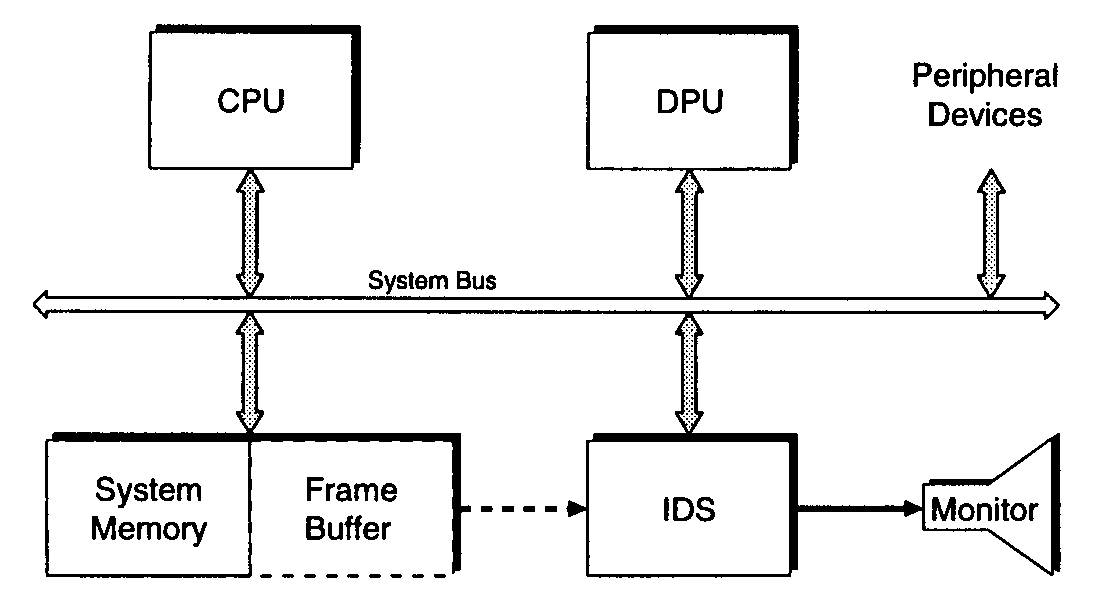 CPU
DPU
Peripheral
Devices
System Bus
System
Memory
Frame
Buffer
IDS
Monitor